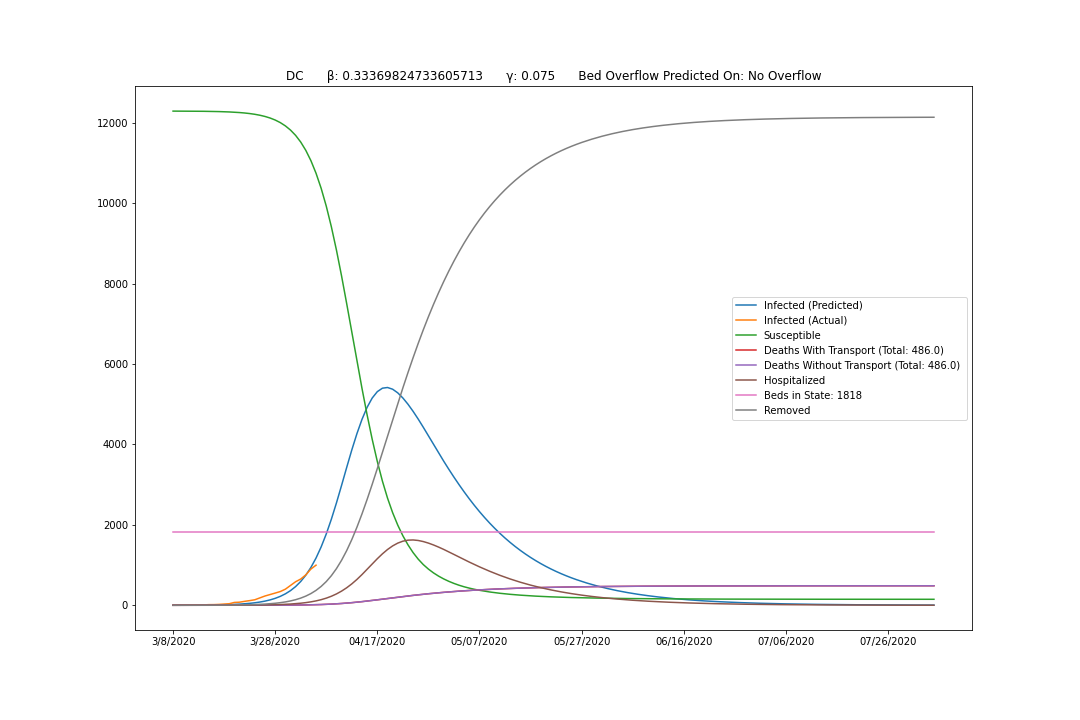 DC β: 0.33369824733605713 γ: 0.075 Bed Overflow Predicted On: No Overflow
12000
10000
8000
6000
4000
2000
0
Infected (Predicted)
Infected (Actual)
Susceptible
Deaths With Transport (Total: 486.0)
Deaths Without Transport (Total: 486.0)
Hospitalized
Beds in State: 1818
Removed
3/8/2020 3/28/2020 04/17/2020 05/07/2020 05/27/2020 06/16/2020 07/06/2020 07/26/2020